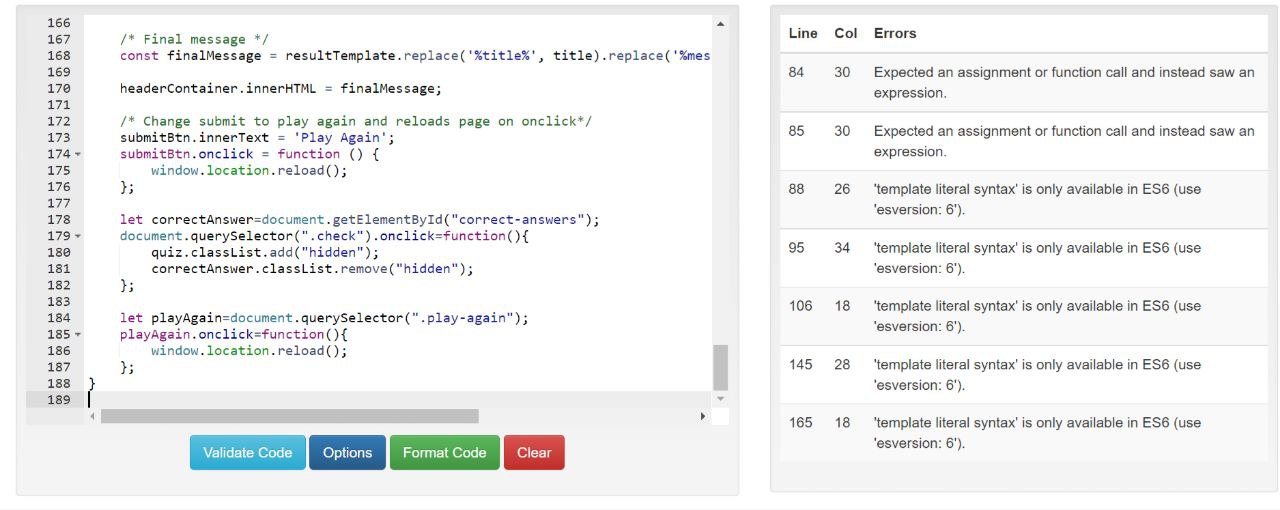 166
167 /* Final message */
168 const finalMessage = resultTemplate.replace('%title%', title).replace('%mes
169
170 headerContainer.innerHTML = finalMessage;
171
172 /* Change submit to play again and reloads page on onclick*/
173 submitBtn.innerText = 'Play Again';
174 submitBtn.onclick = function () {
175 window.location.reload();
176 };
177
178 let correctAnswer=document.getElementById("correct-answers");
179 document.querySelector(".check").onclick=function(){
180 quiz.classList.add("hidden");
181 correctAnswer.classList.remove("hidden");
182 };
183
184 let playAgain=document.querySelector(".play-again");
185 playAgain.onclick=function(){
186 window.location.reload();
187 };
188 }
189
Validate Code Options Format Code Clear
Line Col Errors
84 30 Expected an assignment or function call and instead saw an
expression.
85 30 Expected an assignment or function call and instead saw an
expression.
88 26 'template literal syntax' is only available in ES6 (use
'esversion: 6').
95 34 'template literal syntax' is only available in ES6 (use
'esversion: 6').
106 18 'template literal syntax' is only available in ES6 (use
'esversion: 6').
145 28 'template literal syntax' is only available in ES6 (use
'esversion: 6').
165 18 'template literal syntax' is only available in ES6 (use
'esversion: 6').